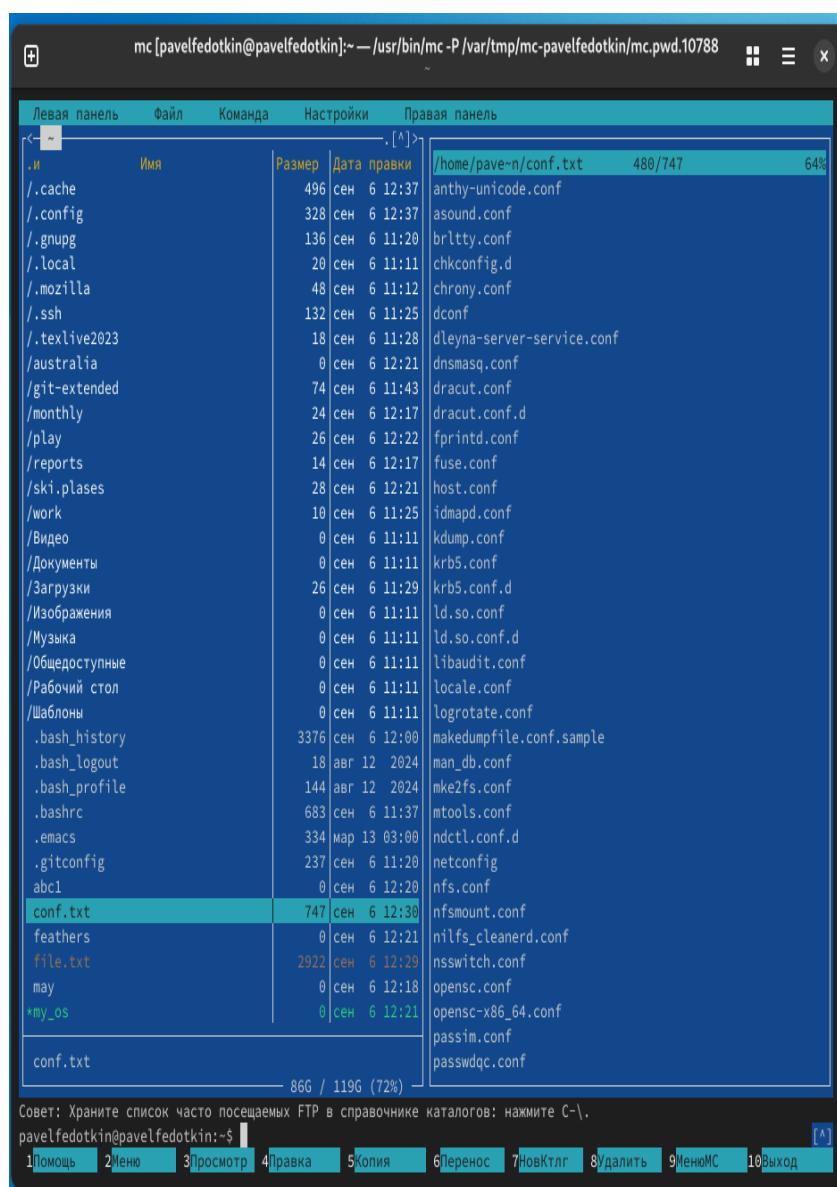 mc [pavelfedotkin@pavelfedotkin]:~ — /usr/bin/mc -P /var/tmp/mc-pavelfedotkin/mc.pwd.10788
~
Левая панель Файл Команда Настройки Правая панель
<- ~ .[^]>
.и Имя Размер Дата правки
/.cache 496 сен 6 12:37
/.config 328 сен 6 12:37
/.gnupg 136 сен 6 11:20
/.local 20 сен 6 11:11
/.mozilla 48 сен 6 11:12
/.ssh 132 сен 6 11:25
/.texlive2023 18 сен 6 11:28
/australia 0 сен 6 12:21
/git-extended 74 сен 6 11:43
/monthly 24 сен 6 12:17
/play 26 сен 6 12:22
/reports 14 сен 6 12:17
/ski.plases 28 сен 6 12:21
/work 10 сен 6 11:25
/Видео 0 сен 6 11:11
/Документы 0 сен 6 11:11
/Загрузки 26 сен 6 11:29
/Изображения 0 сен 6 11:11
/Музыка 0 сен 6 11:11
/Общедоступные 0 сен 6 11:11
/Рабочий стол 0 сен 6 11:11
/Шаблоны 0 сен 6 11:11
.bash_history 3376 сен 6 12:00
.bash_logout 18 авг 12 2024
.bash_profile 144 авг 12 2024
.bashrc 683 сен 6 11:37
.emacs 334 мар 13 03:00
.gitconfig 237 сен 6 11:20
abc1 0 сен 6 12:20
conf.txt 747 сен 6 12:30
feathers 0 сен 6 12:21
file.txt 2922 сен 6 12:29
may 0 сен 6 12:18
*my_os 0 сен 6 12:21
conf.txt
86G / 119G (72%)
/home/pave~n/conf.txt 480/747 64%
anthy-unicode.conf
asound.conf
brltty.conf
chkconfig.d
chrony.conf
dconf
dleyna-server-service.conf
dnsmasq.conf
dracut.conf
dracut.conf.d
fprintd.conf
fuse.conf
host.conf
idmapd.conf
kdump.conf
krb5.conf
krb5.conf.d
ld.so.conf
ld.so.conf.d
libaudit.conf
locale.conf
logrotate.conf
makedumpfile.conf.sample
man_db.conf
mke2fs.conf
mtools.conf
ndctl.conf.d
netconfig
nfs.conf
nfsmount.conf
nilfs_cleanerd.conf
nsswitch.conf
opensc.conf
opensc-x86_64.conf
passim.conf
passwdqc.conf
Совет: Храните список часто посещаемых FTP в справочнике каталогов: нажмите C-\.
pavelfedotkin@pavelfedotkin:~$ [^]
1Помощь 2Меню 3Просмотр 4Правка 5Копия 6Перенос 7НовКтлг 8Удалить 9МенюMC 10Выход